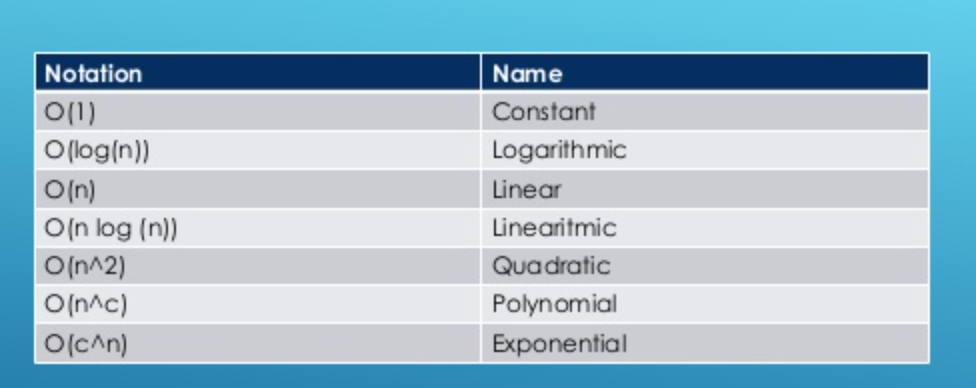 Notation Name
O(1) Constant
O(log(n)) Logarithmic
O(n) Linear
O(n log (n)) Linearitmic
O(n^2) Quadratic
O(n^c) Polynomial
O(c^n) Exponential